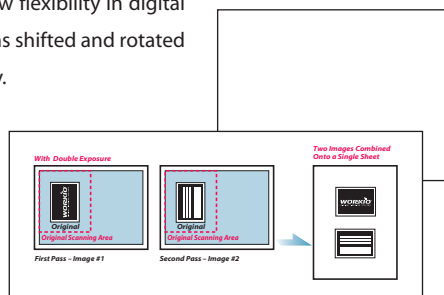 flexibility in digital
shifted and rotated
With Double Exposure
Two Images Combined
Onto a Single Sheet
WORKIO
Original
Original Scanning Area
First Pass – Image #1
Original
Original Scanning Area
Second Pass – Image #2
WORKIO